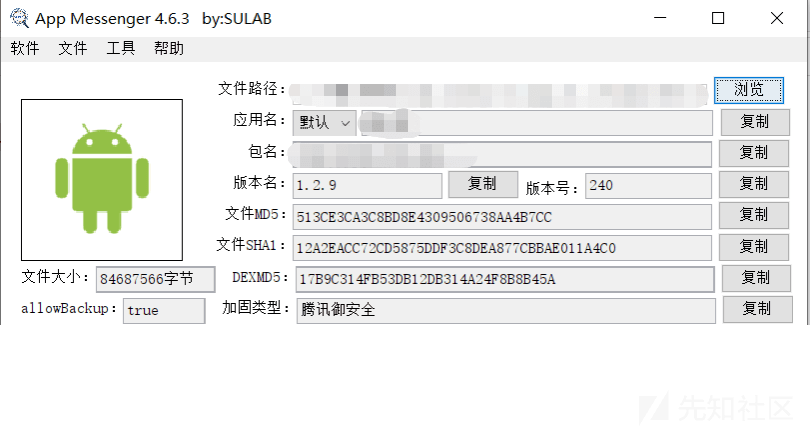 App Messenger 4.6.3 by:SULAB
软件 文件 工具 帮助
文件路径: 浏览
应用名: 默认 复制
包名: 复制
版本名: 1.2.9 复制 版本号: 240 复制
文件MD5: 513CE3CA3C8BD8E4309506738AA4B7CC 复制
文件SHA1: 12A2EACC72CD5875DDF3C8DEA877CBBAE011A4C0 复制
文件大小: 84687566字节 DEXMD5: 17B9C314FB53DB12DB314A24F8B8B45A 复制
allowBackup: true 加固类型: 腾讯御安全 复制
先知社区